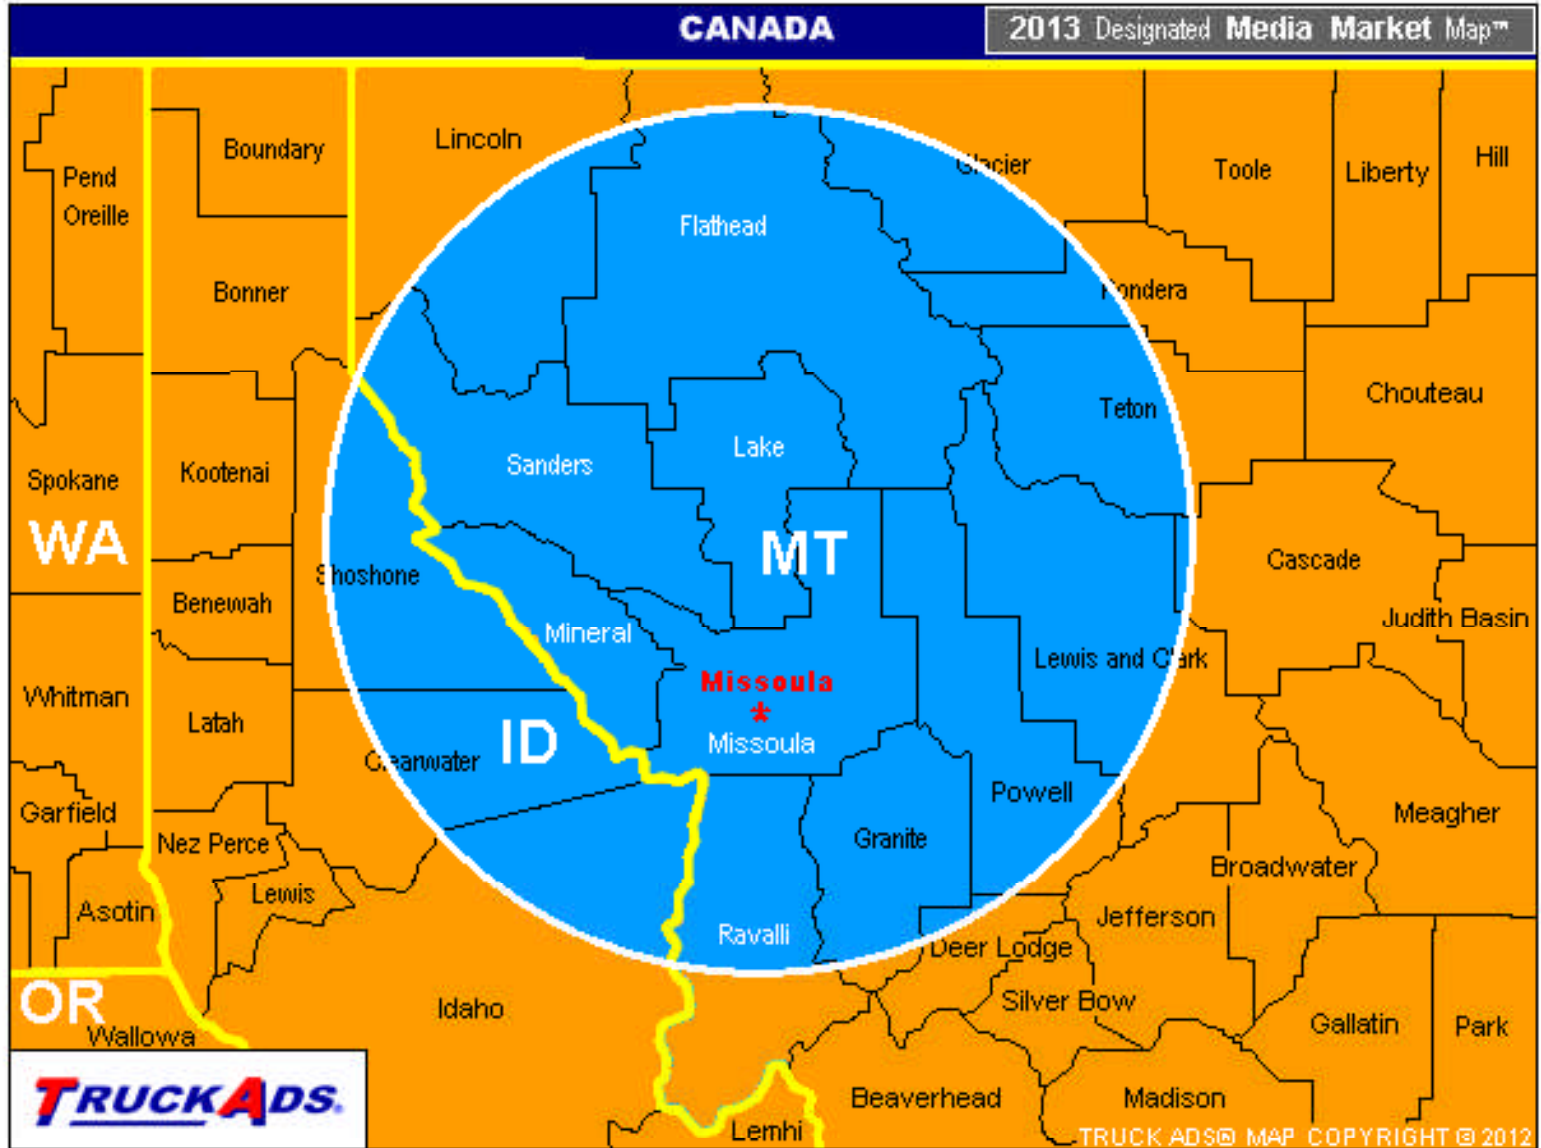 CANADA
2013 Designated Media Market Map™
Boundary
Lincoln
Glacier
Toole
Liberty
Hill
Pend
Oreille
Flathead
Bonner
Pondera
Chouteau
Teton
Lake
Sanders
Kootenai
Spokane
WA
MT
Cascade
Shoshone
Benewah
Judith Basin
Mineral
Lewis and Clark
Missoula
*
Whitman
Latah
ID
Missoula
Clearwater
Powell
Garfield
Meagher
Nez Perce
Granite
Broadwater
Lewis
Asotin
Jefferson
Ravalli
Deer Lodge
OR
Idaho
Silver Bow
Gallatin
Park
Wallowa
TRUCKADS.
Beaverhead
Madison
Lemhi
TRUCK ADS® MAP COPYRIGHT © 2012